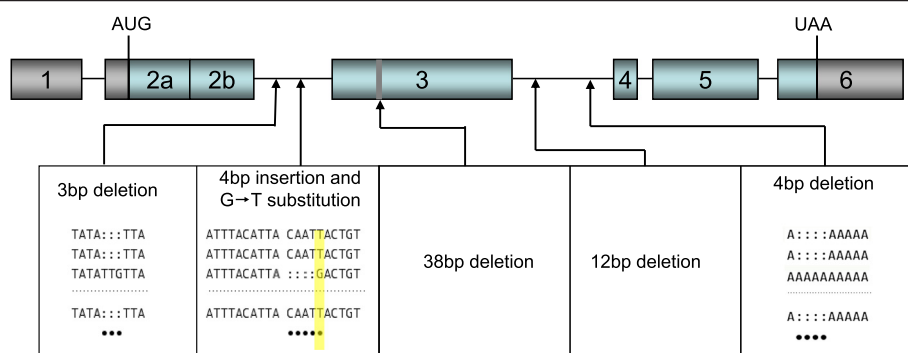 AUG UAA
1 2a 2b 3 4 5 6
3bp deletion
TATA:::TTA
TATA:::TTA
TATATTGTTA
TATA:::TTA
4bp insertion and
G→T substitution
ATTTACATTA CAATTACTGT
ATTTACATTA CAATTACTGT
ATTTACATTA ::::GACTGT
ATTTACATTA CAATTACTGT
38bp deletion
12bp deletion
4bp deletion
A::::AAAAA
A::::AAAAA
AAAAAAAAAA
A::::AAAAA